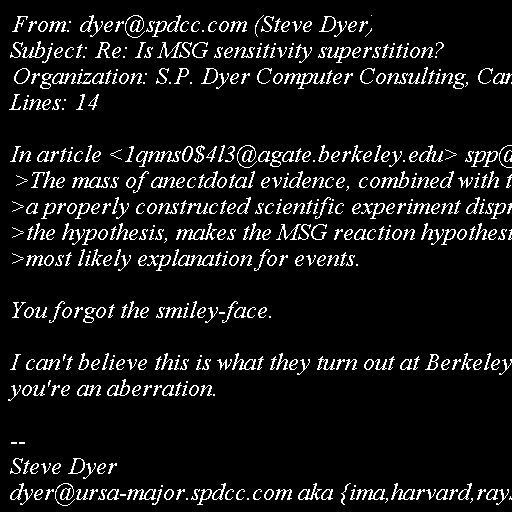 From: dyer@spdcc.com (Steve Dyer)
Subject: Re: Is MSG sensitivity superstition?
Organization: S.P. Dyer Computer Consulting,
Lines: 14
In article <1qnns0$4l3@agate.berkeley.edu> spp@
>The mass of anectdotal evidence, combined with
>a properly constructed scientific experiment
>the hypothesis, makes the MSG reaction
>most likely explanation for events.
You forgot the smiley-face.
I can't believe this is what they turn out at Berkeley
you're an aberration.
--
Steve Dyer
dyer@ursa-major.spdcc.com aka {ima,harvard,